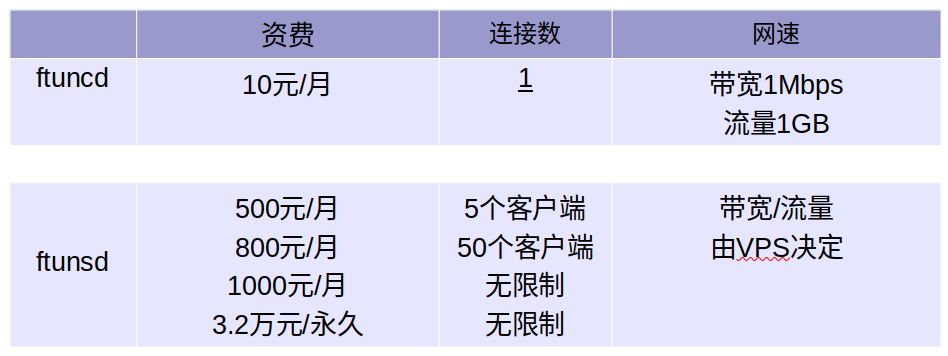 资费 连接数 网速
ftuncd 10元/月 1 带宽1Mbps
流量1GB
ftunsd 500元/月 5个客户端 带宽/流量
800元/月 50个客户端 由VPS决定
1000元/月 无限制
3.2万元/永久 无限制